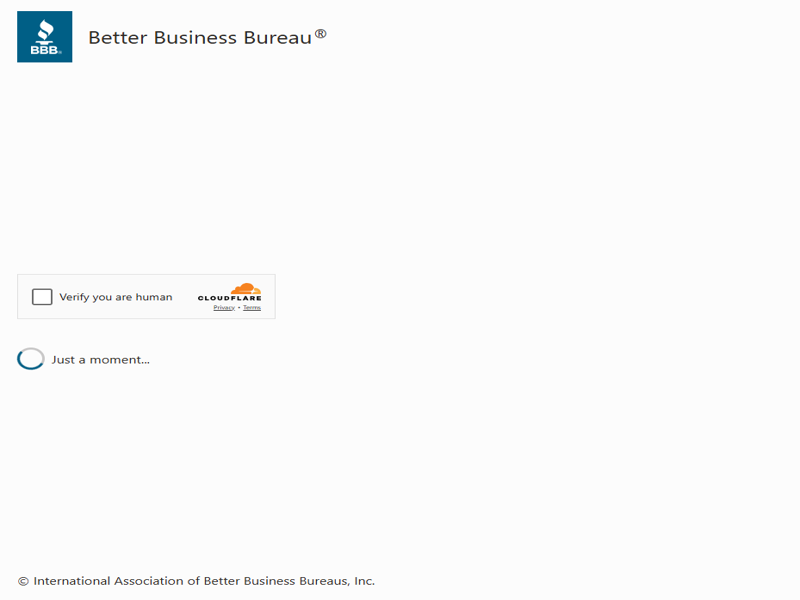 BBB
Better Business Bureau®
Verify you are human
CLOUDFLARE
Privacy • Terms
Just a moment...
© International Association of Better Business Bureaus, Inc.